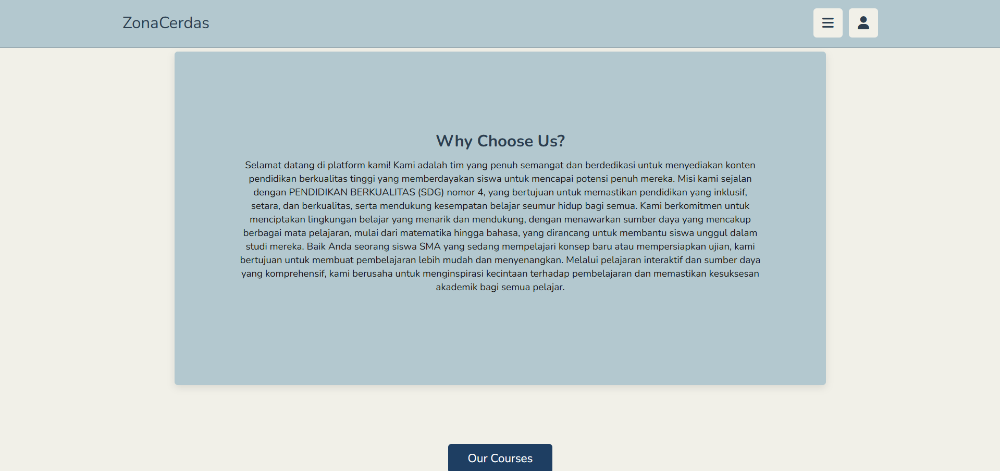 ZonaCerdas
Why Choose Us?
Selamat datang di platform kami! Kami adalah tim yang penuh semangat dan berdedikasi untuk menyediakan konten
pendidikan berkualitas tinggi yang memberdayakan siswa untuk mencapai potensi penuh mereka. Misi kami sejalan
dengan PENDIDIKAN BERKUALITAS (SDG) nomor 4, yang bertujuan untuk memastikan pendidikan yang inklusif,
setara, dan berkualitas, serta mendukung kesempatan belajar seumur hidup bagi semua. Kami berkomitmen untuk
menciptakan lingkungan belajar yang menarik dan mendukung, dengan menawarkan sumber daya yang mencakup
berbagai mata pelajaran, mulai dari matematika hingga bahasa, yang dirancang untuk membantu siswa unggul dalam
studi mereka. Baik Anda seorang siswa SMA yang sedang mempelajari konsep baru atau mempersiapkan ujian, kami
bertujuan untuk membuat pembelajaran lebih mudah dan menyenangkan. Melalui pelajaran interaktif dan sumber daya
yang komprehensif, kami berusaha untuk menginspirasi kecintaan terhadap pembelajaran dan memastikan kesuksesan
akademik bagi semua pelajar.
Our Courses